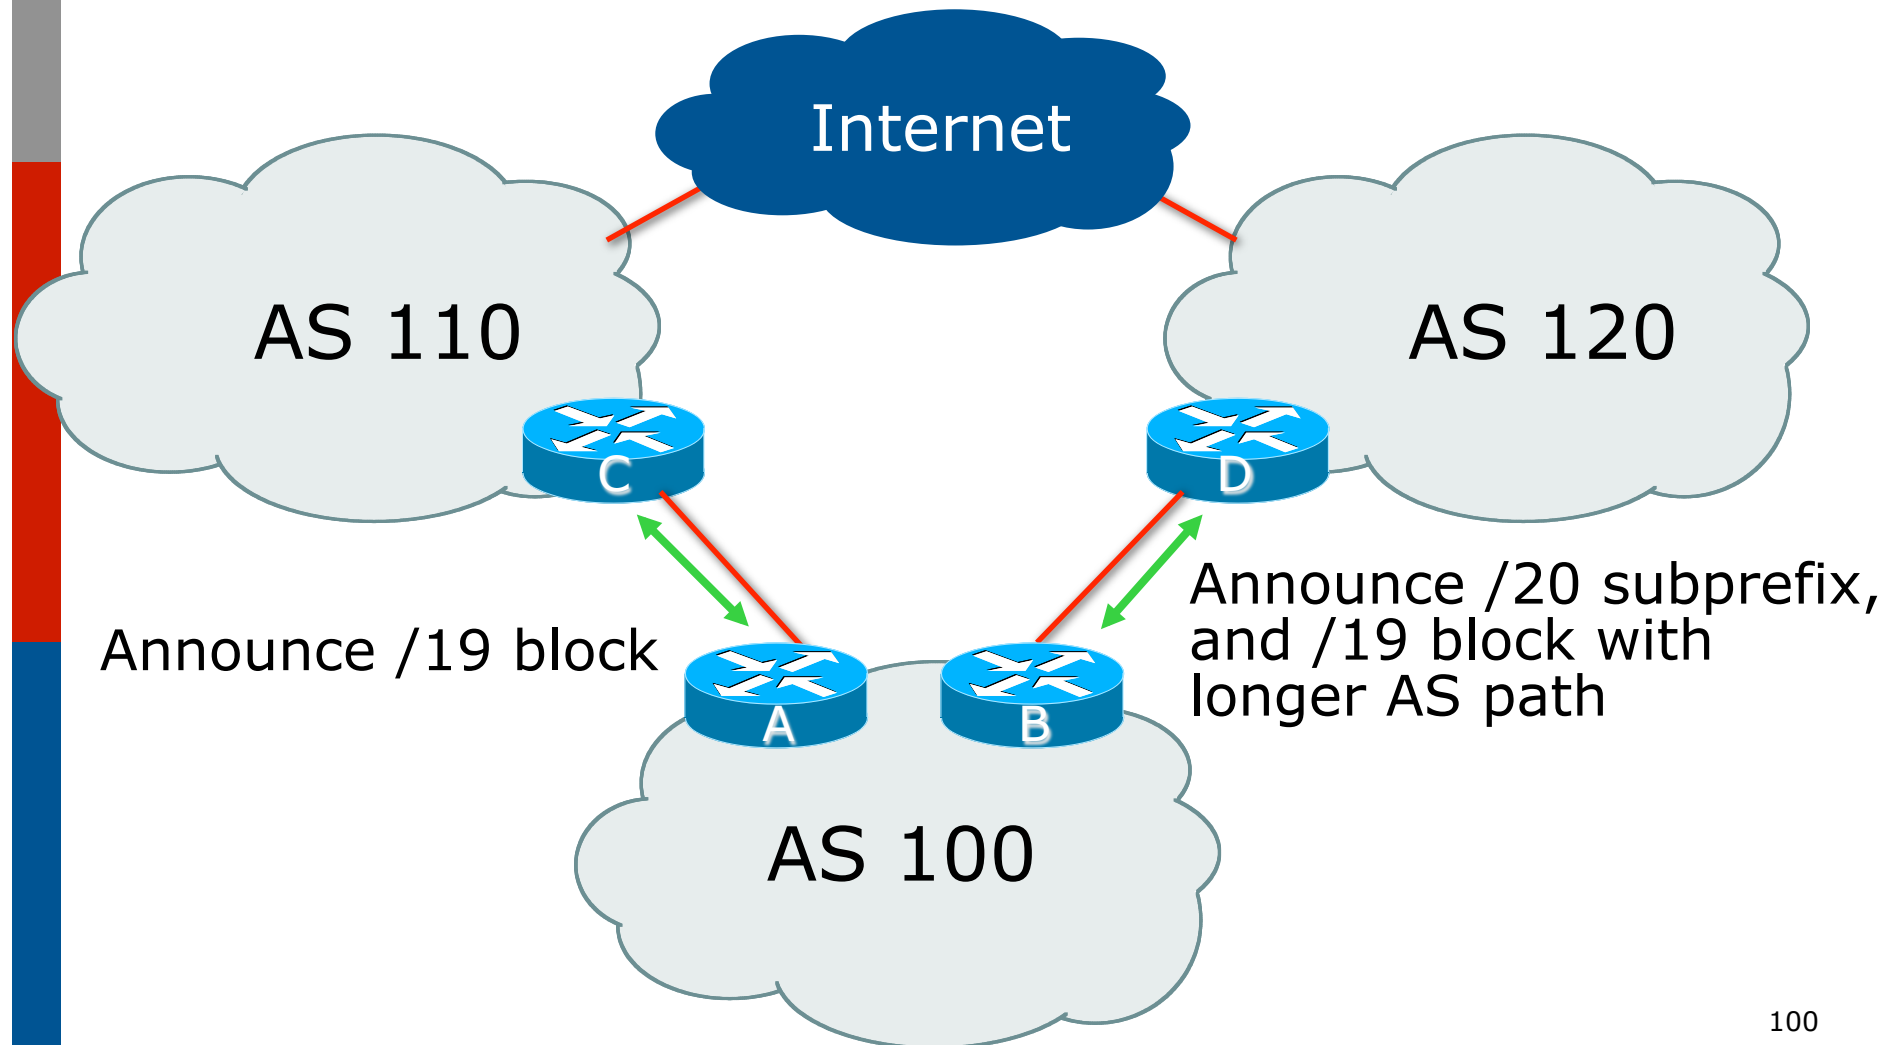 Internet
AS 110
AS 120
C
D
Announce /19 block
Announce /20 subprefix,
and /19 block with
longer AS path
A
B
AS 100
100